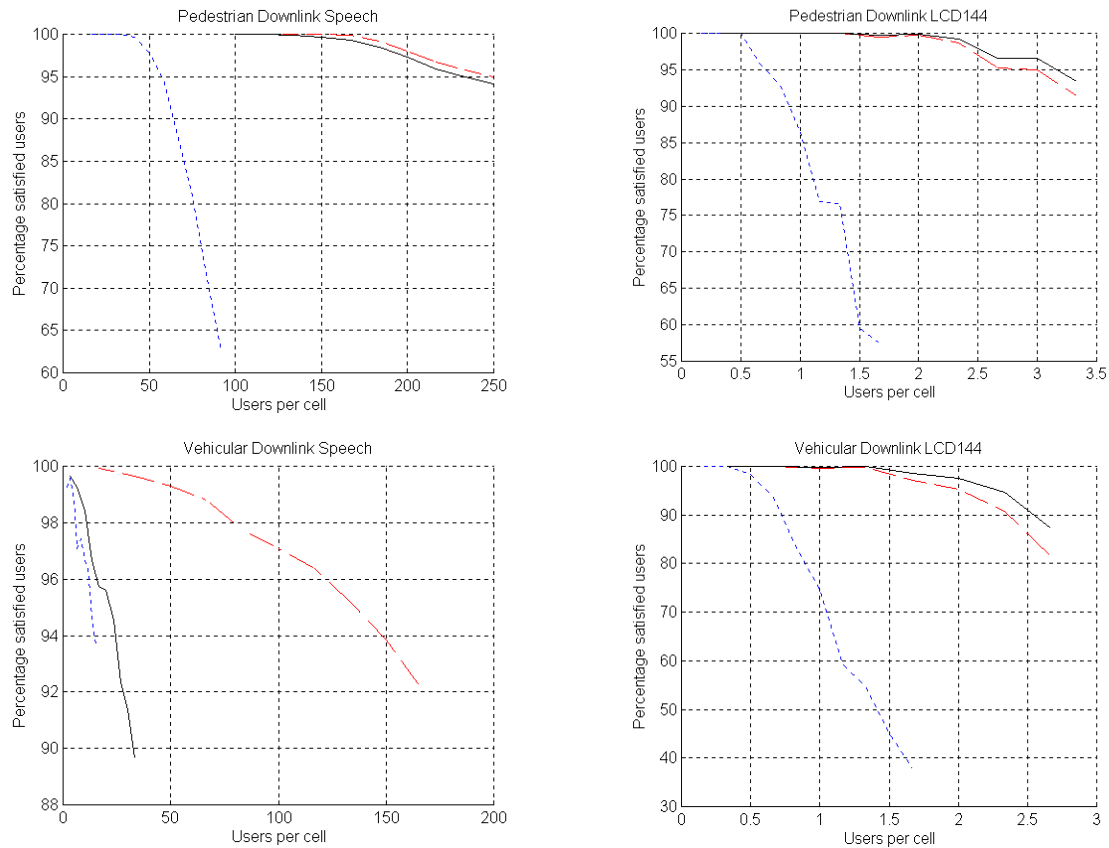 Pedestrian Downlink Speech
100
95
90
85
80
75
70
65
60
Percentage satisfied users
0 50 100 150 200 250
Users per cell
Pedestrian Downlink LCD144
100
95
90
85
80
75
70
65
60
55
Percentage satisfied users
0 0.5 1 1.5 2 2.5 3 3.5
Users per cell
Vehicular Downlink Speech
100
98
96
94
92
90
88
Percentage satisfied users
0 50 100 150 200
Users per cell
Vehicular Downlink LCD144
100
90
80
70
60
50
40
30
Percentage satisfied users
0 0.5 1 1.5 2 2.5 3
Users per cell